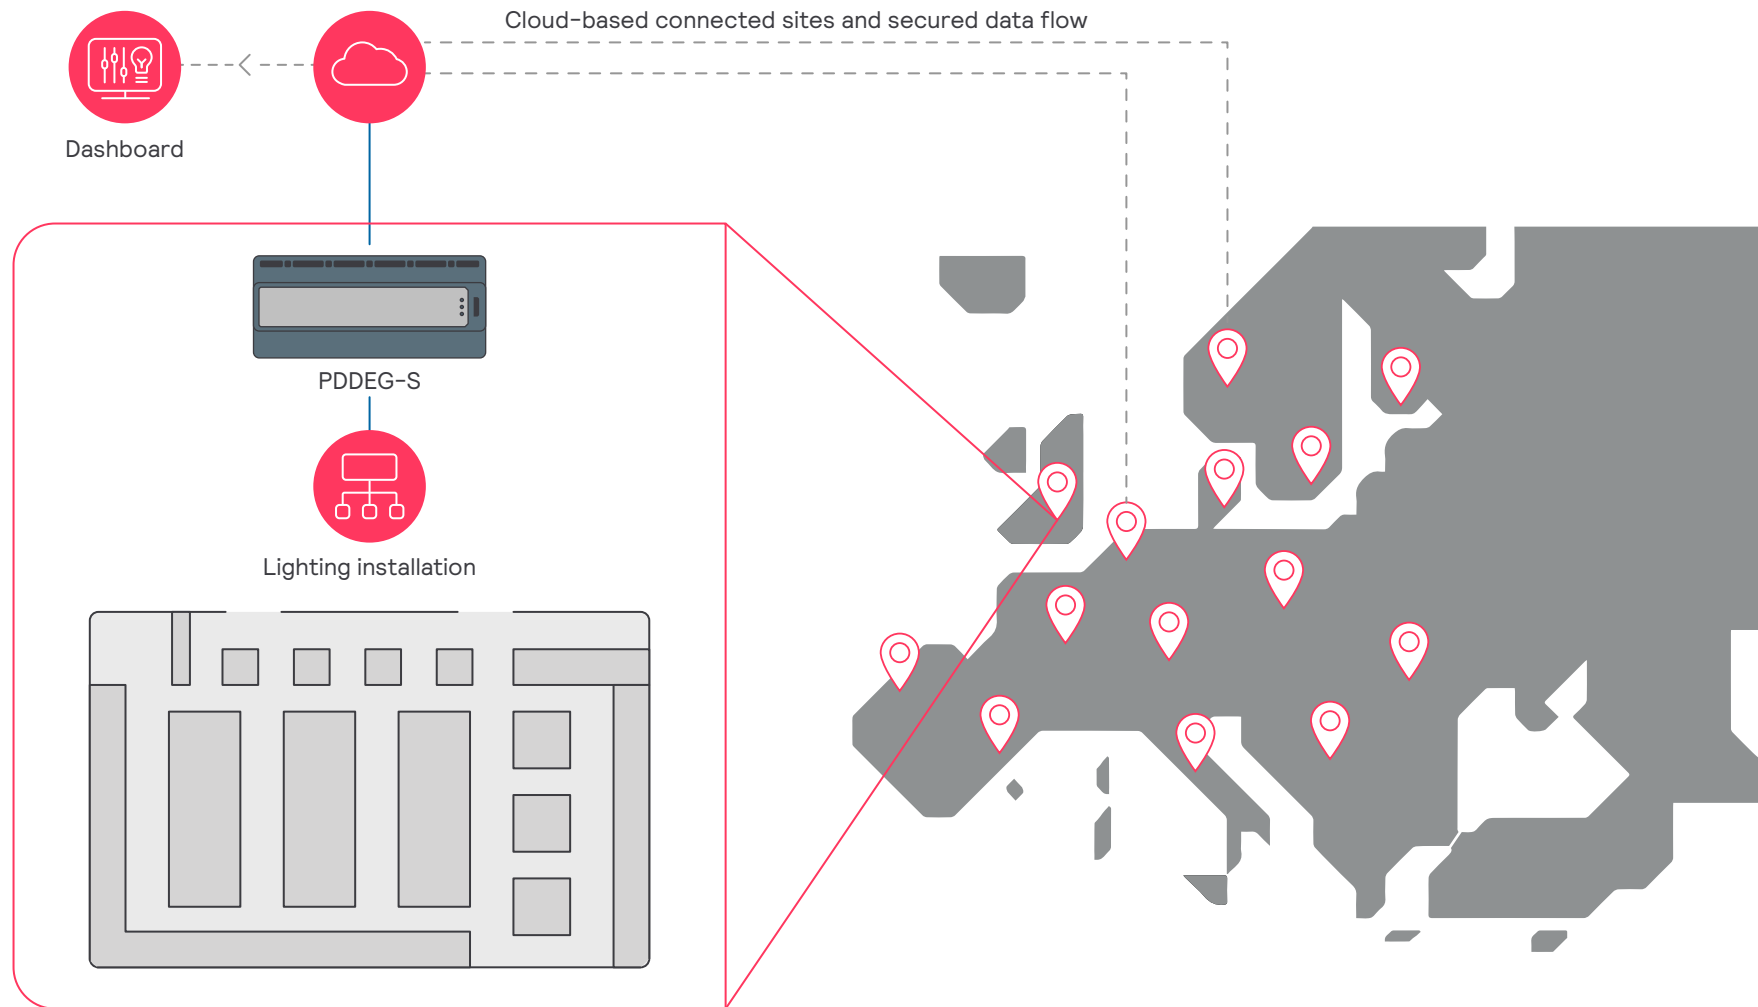 Cloud-based connected sites and secured data flow
Dashboard
PDDEG-S
Lighting installation